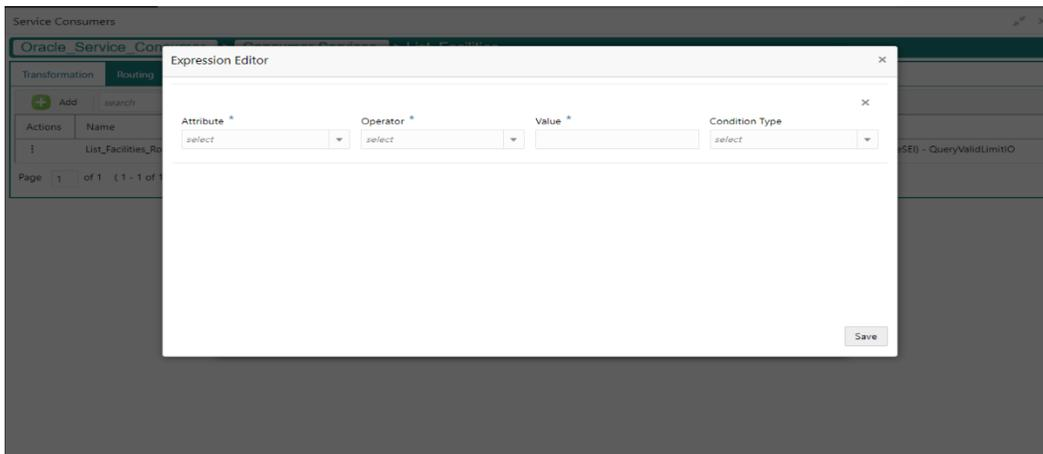 Service Consumers
Oracle_Service_Con
Expression Editor
Transformation Routing
Add search
Attribute * Operator * Value * Condition Type
Actions Name
select select select
List_Facilities_Ro eSEI) - QueryValidLimitIO
Page 1 of 1 (1 - 1 of 1
Save